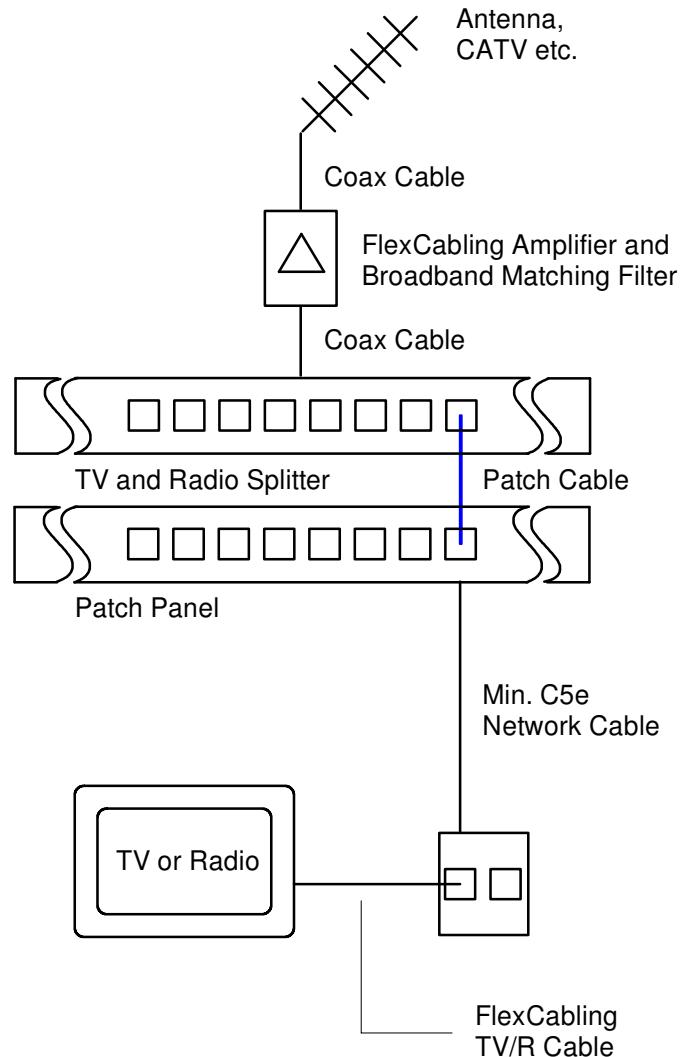 Antenna,
CATV etc.
Coax Cable
FlexCabling Amplifier and
Broadband Matching Filter
Coax Cable
TV and Radio Splitter
Patch Cable
Patch Panel
Min. C5e
Network Cable
TV or Radio
FlexCabling
TV/R Cable